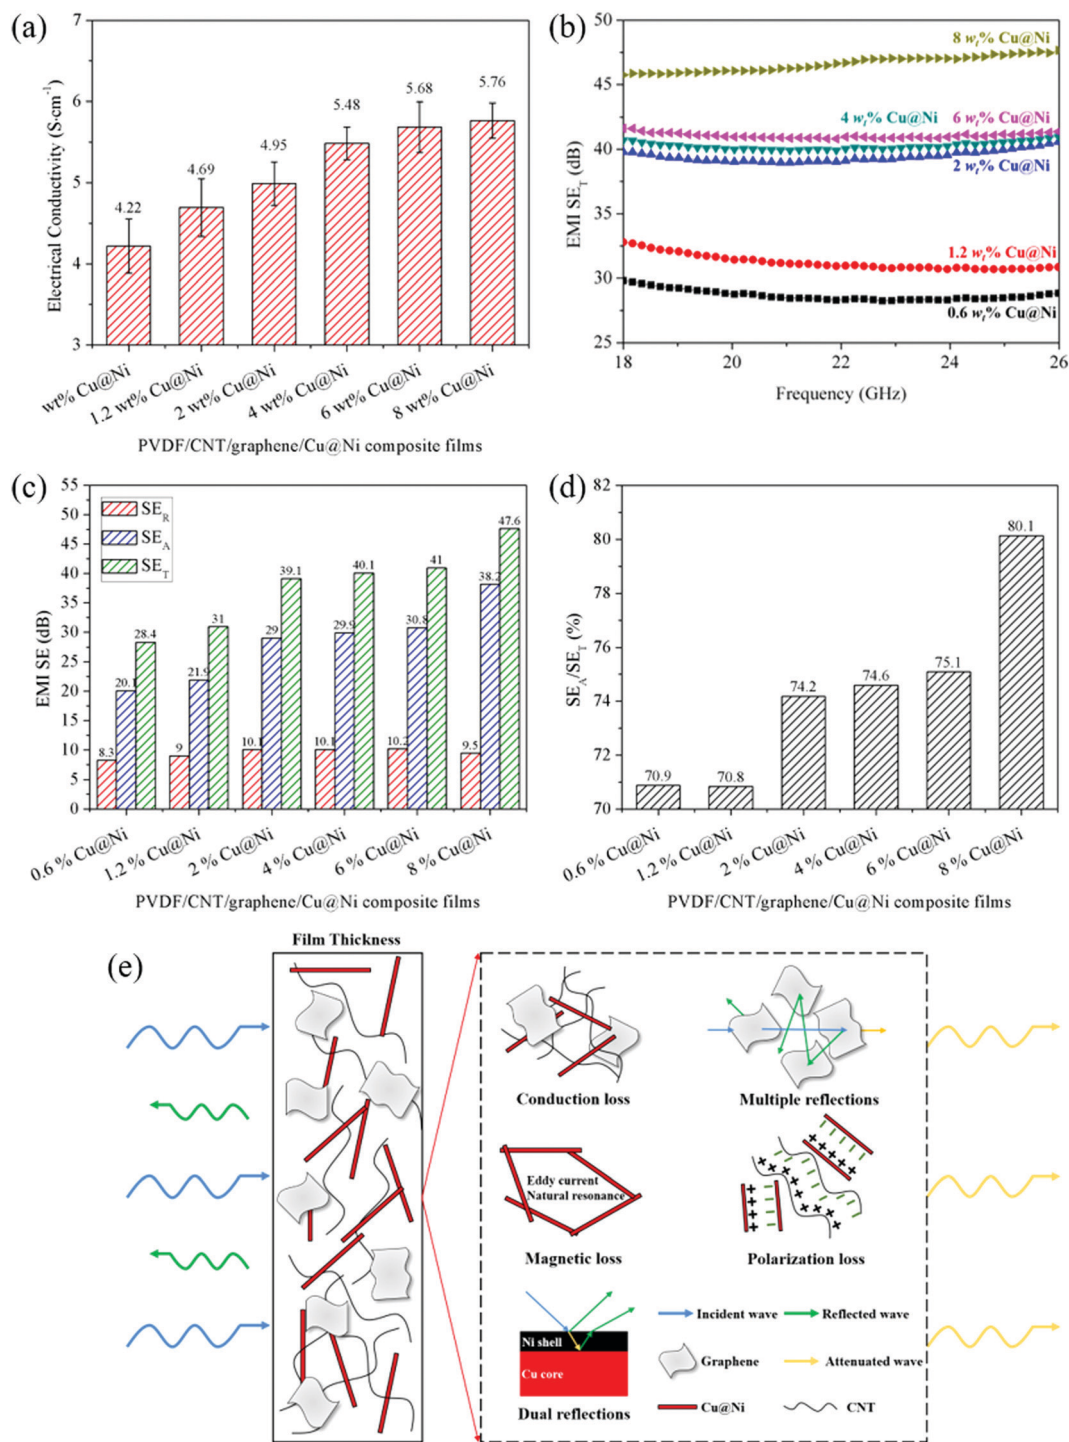 (a)
Electrical Conductivity (S·cm⁻¹)
6
5
4
3
7
4.22
4.69
4.95
5.48
5.68
5.76
wt% Cu@Ni
1.2 wt% Cu@Ni
2 wt% Cu@Ni
4 wt% Cu@Ni
6 wt% Cu@Ni
8 wt% Cu@Ni
PVDF/CNT/graphene/Cu@Ni composite films
(b)
EMI SE_T (dB)
50
45
40
35
30
25
8 wₜ% Cu@Ni
4 wₜ% Cu@Ni
6 wₜ% Cu@Ni
2 wₜ% Cu@Ni
1.2 wₜ% Cu@Ni
0.6 wₜ% Cu@Ni
18 20 22 24 26
Frequency (GHz)
(c)
EMI SE (dB)
55
50
45
40
35
30
25
20
15
10
5
0
SE_R
SE_A
SE_T
8.3 20.1 28.4
9 21.9 31
10.1 29 39.1
10.1 29.9 40.1
10.2 30.8 41
9.5 38.2 47.6
0.6 % Cu@Ni
1.2 % Cu@Ni
2 % Cu@Ni
4 % Cu@Ni
6 % Cu@Ni
8 % Cu@Ni
PVDF/CNT/graphene/Cu@Ni composite films
(d)
SE_A/SE_T (%)
82
80
78
76
74
72
70
70.9
70.8
74.2
74.6
75.1
80.1
0.6 % Cu@Ni
1.2 % Cu@Ni
2 % Cu@Ni
4 % Cu@Ni
6 % Cu@Ni
8 % Cu@Ni
PVDF/CNT/graphene/Cu@Ni composite films
(e)
Film Thickness
Conduction loss
Multiple reflections
Eddy current
Natural resonance
Magnetic loss
Polarization loss
Ni shell
Cu core
Dual reflections
Incident wave
Reflected wave
Graphene
Attenuated wave
Cu@Ni
CNT